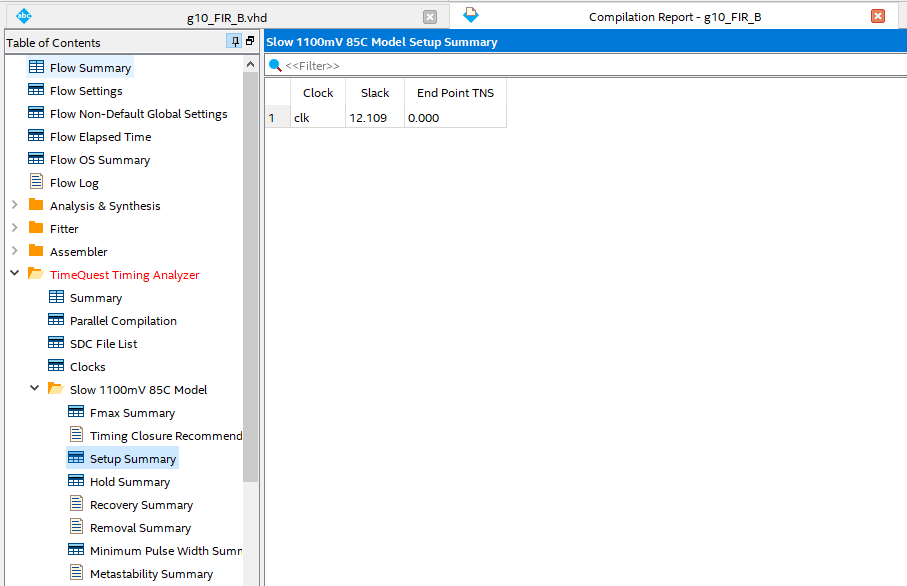 g10_FIR_B.vhd
Compilation Report - g10_FIR_B
Table of Contents
Flow Summary
Flow Settings
Flow Non-Default Global Settings
Flow Elapsed Time
Flow OS Summary
Flow Log
Analysis & Synthesis
Fitter
Assembler
TimeQuest Timing Analyzer
Summary
Parallel Compilation
SDC File List
Clocks
Slow 1100mV 85C Model
Fmax Summary
Timing Closure Recommend
Setup Summary
Hold Summary
Recovery Summary
Removal Summary
Minimum Pulse Width Summ
Metastability Summary
Slow 1100mV 85C Model Setup Summary
<<Filter>>
Clock Slack End Point TNS
1 clk 12.109 0.000